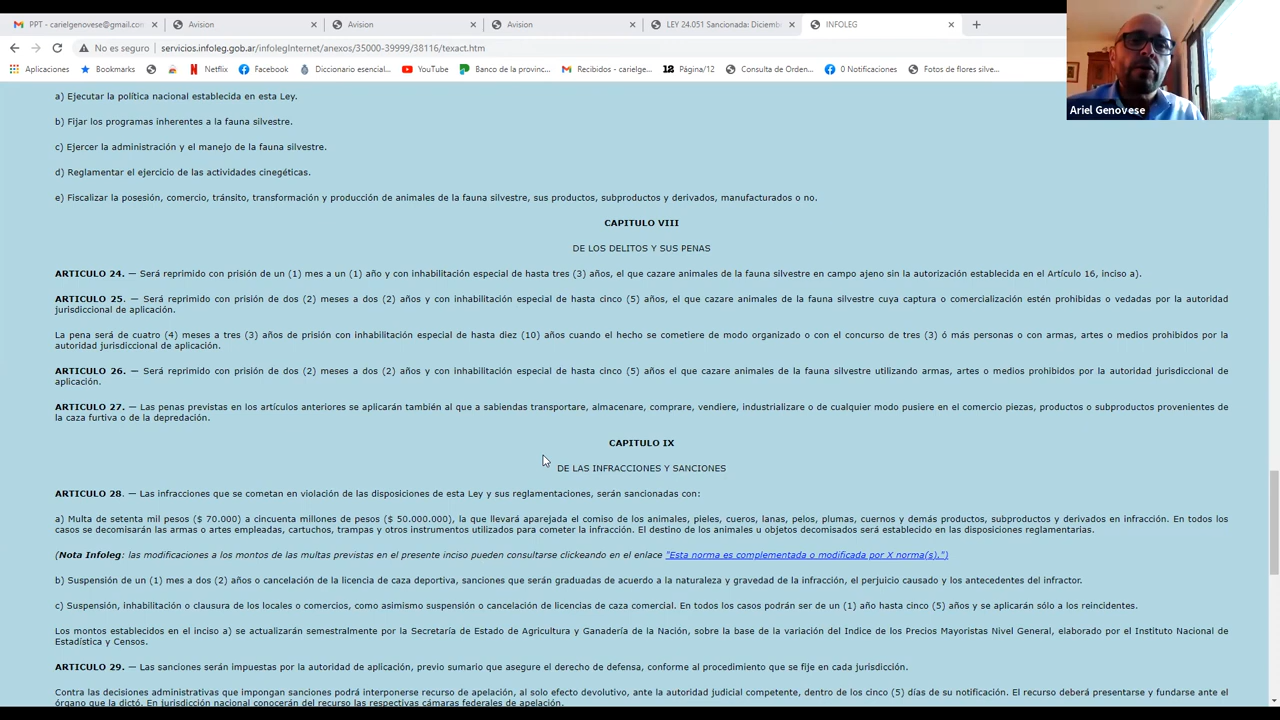 PPT - carielgenovese@gmail.com
Avision
Avision
Avision
LEY 24.051 Sancionada: Diciemb
INFOLEG
No es seguro
servicios.infoleg.gob.ar/infolegInternet/anexos/35000-39999/38116/texact.htm
Aplicaciones
Bookmarks
Netflix
Facebook
Diccionario esencial...
YouTube
Banco de la provinc...
Recibidos - carielge...
12 Página/12
Consulta de Orden...
0 Notificaciones
Fotos de flores silve...
Ariel Genovese
a) Ejecutar la política nacional establecida en esta Ley.
b) Fijar los programas inherentes a la fauna silvestre.
c) Ejercer la administración y el manejo de la fauna silvestre.
d) Reglamentar el ejercicio de las actividades cinegéticas.
e) Fiscalizar la posesión, comercio, tránsito, transformación y producción de animales de la fauna silvestre, sus productos, subproductos y derivados, manufacturados o no.
CAPITULO VIII
DE LOS DELITOS Y SUS PENAS
ARTICULO 24. — Será reprimido con prisión de un (1) mes a un (1) año y con inhabilitación especial de hasta tres (3) años, el que cazare animales de la fauna silvestre en campo ajeno sin la autorización establecida en el Artículo 16, inciso a).
ARTICULO 25. — Será reprimido con prisión de dos (2) meses a dos (2) años y con inhabilitación especial de hasta cinco (5) años, el que cazare animales de la fauna silvestre cuya captura o comercialización estén prohibidas o vedadas por la autoridad
jurisdiccional de aplicación.
La pena será de cuatro (4) meses a tres (3) años de prisión con inhabilitación especial de hasta diez (10) años cuando el hecho se cometiere de modo organizado o con el concurso de tres (3) ó más personas o con armas, artes o medios prohibidos por la
autoridad jurisdiccional de aplicación.
ARTICULO 26. — Será reprimido con prisión de dos (2) meses a dos (2) años y con inhabilitación especial de hasta cinco (5) años el que cazare animales de la fauna silvestre utilizando armas, artes o medios prohibidos por la autoridad jurisdiccional de
aplicación.
ARTICULO 27. — Las penas previstas en los artículos anteriores se aplicarán también al que a sabiendas transportare, almacenare, comprare, vendiere, industrializare o de cualquier modo pusiere en el comercio piezas, productos o subproductos provenientes de
la caza furtiva o de la depredación.
CAPITULO IX
DE LAS INFRACCIONES Y SANCIONES
ARTICULO 28. — Las infracciones que se cometan en violación de las disposiciones de esta Ley y sus reglamentaciones, serán sancionadas con:
a) Multa de setenta mil pesos ($ 70.000) a cincuenta millones de pesos ($ 50.000.000), la que llevará aparejada el comiso de los animales, pieles, cueros, lanas, pelos, plumas, cuernos y demás productos, subproductos y derivados en infracción. En todos los
casos se decomisarán las armas o artes empleadas, cartuchos, trampas y otros instrumentos utilizados para cometer la infracción. El destino de los animales u objetos decomisados será establecido en las disposiciones reglamentarias.
(Nota Infoleg: las modificaciones a los montos de las multas previstas en el presente inciso pueden consultarse clickeando en el enlace "Esta norma es complementada o modificada por X norma(s).")
b) Suspensión de un (1) mes a dos (2) años o cancelación de la licencia de caza deportiva, sanciones que serán graduadas de acuerdo a la naturaleza y gravedad de la infracción, el perjuicio causado y los antecedentes del infractor.
c) Suspensión, inhabilitación o clausura de los locales o comercios, como asimismo suspensión o cancelación de licencias de caza comercial. En todos los casos podrán ser de un (1) año hasta cinco (5) años y se aplicarán sólo a los reincidentes.
Los montos establecidos en el inciso a) se actualizarán semestralmente por la Secretaría de Estado de Agricultura y Ganadería de la Nación, sobre la base de la variación del Indice de los Precios Mayoristas Nivel General, elaborado por el Instituto Nacional de
Estadística y Censos.
ARTICULO 29. — Las sanciones serán impuestas por la autoridad de aplicación, previo sumario que asegure el derecho de defensa, conforme al procedimiento que se fije en cada jurisdicción.
Contra las decisiones administrativas que impongan sanciones podrá interponerse recurso de apelación, al solo efecto devolutivo, ante la autoridad judicial competente, dentro de los cinco (5) días de su notificación. El recurso deberá presentarse y fundarse ante el
órgano que la dictó. En jurisdicción nacional conocerán del recurso las respectivas cámaras federales de apelación.